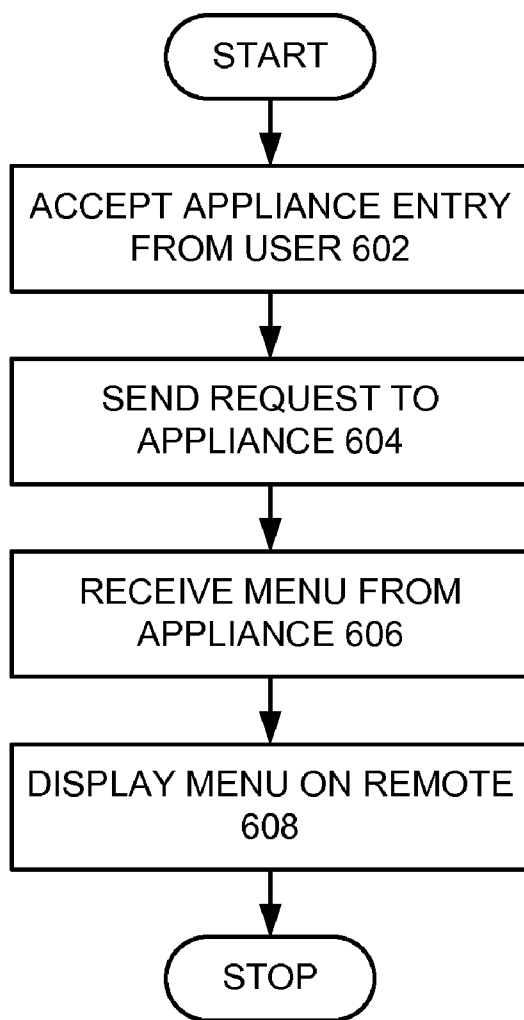 START
ACCEPT APPLIANCE ENTRY
FROM USER 602
SEND REQUEST TO
APPLIANCE 604
RECEIVE MENU FROM
APPLIANCE 606
DISPLAY MENU ON REMOTE
608
STOP